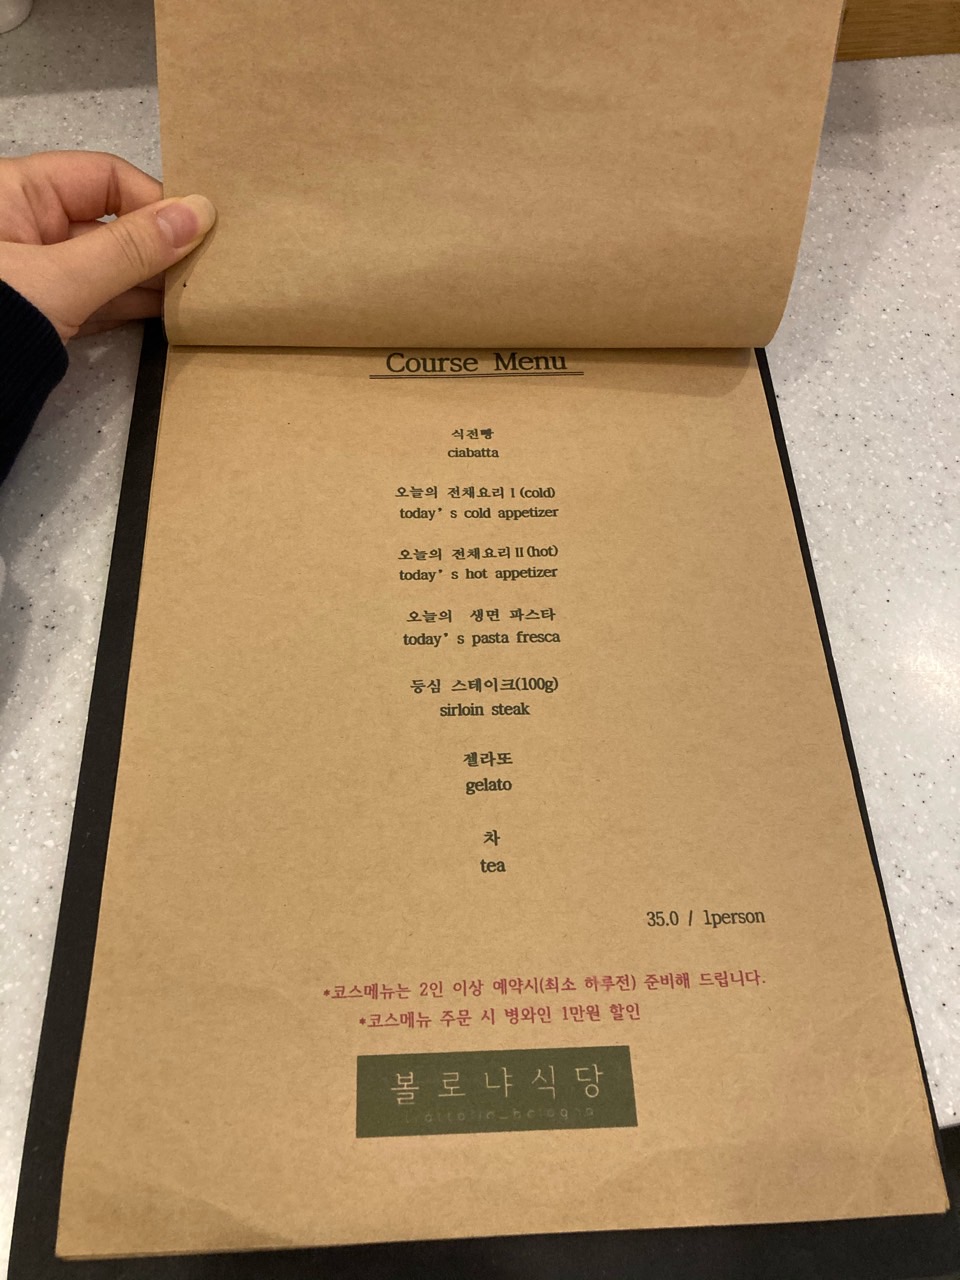 Course Menu
식전빵
ciabatta
오늘의 전채요리 I (cold)
today's cold appetizer
오늘의 전채요리 II (hot)
today's hot appetizer
오늘의 생면 파스타
today's pasta fresca
등심 스테이크(100g)
sirloin steak
젤라또
gelato
차
tea
35.0 / 1person
*코스메뉴는 2인 이상 예약시(최소 하루전) 준비해 드립니다.
*코스메뉴 주문 시 병와인 1만원 할인
볼로냐식당